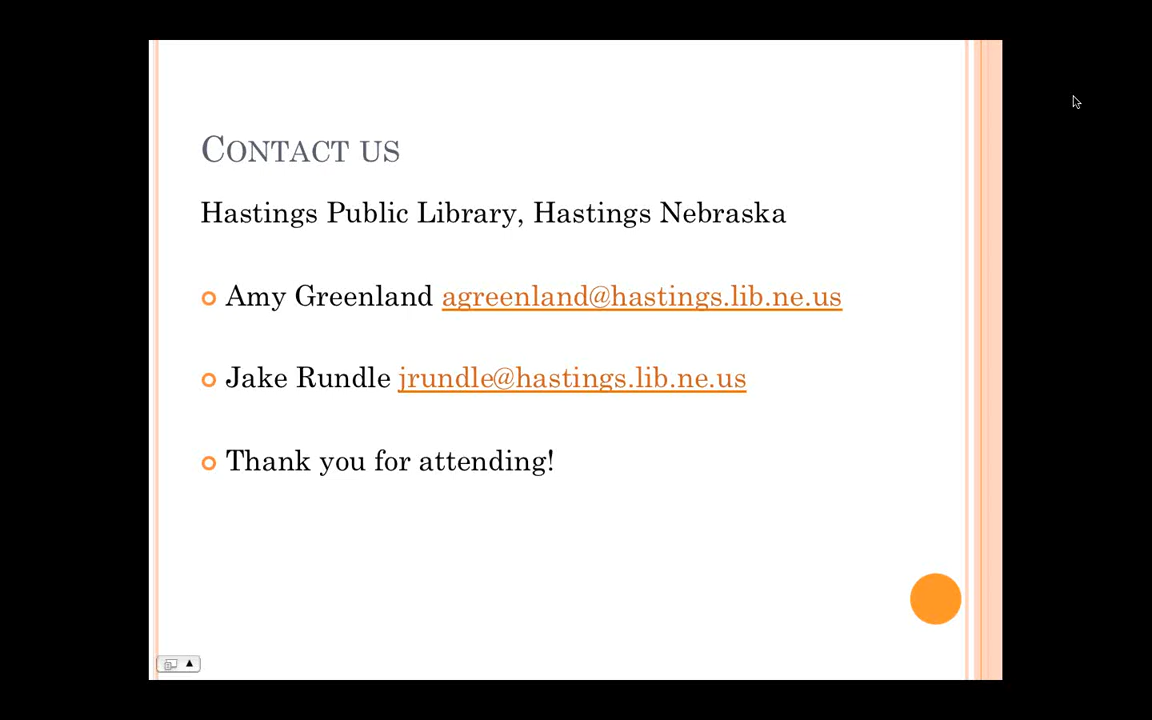 Contact us
Hastings Public Library, Hastings Nebraska
Amy Greenland agreenland@hastings.lib.ne.us
Jake Rundle jrundle@hastings.lib.ne.us
Thank you for attending!